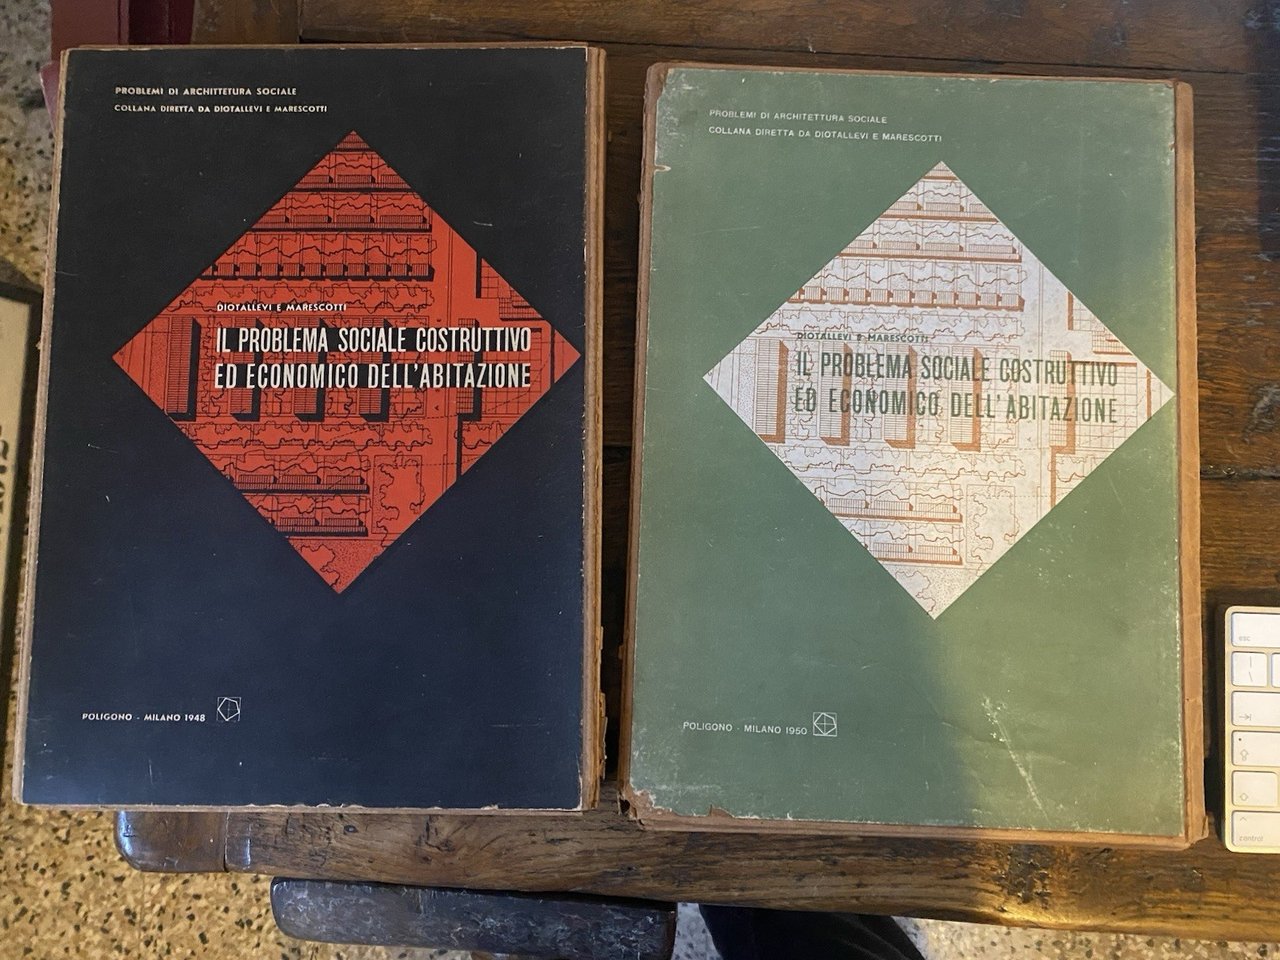 PROBLEMI DI ARCHITTETURA SOCIALE
COLLANA DIRETTA DA DIOTALLEVI E MARESCOTTI
DIOTALLEVI E MARESCOTTI
IL PROBLEMA SOCIALE COSTRUTTIVO
ED ECONOMICO DELL'ABITAZIONE
POLIGONO - MILANO 1948
PROBLEMI DI ARCHITETTURA SOCIALE
COLLANA DIRETTA DA DIOTALLEVI E MARESCOTTI
DIOTALLEVI E MARESCOTTI
IL PROBLEMA SOCIALE COSTRUTTIVO
ED ECONOMICO DELL'ABITAZIONE
POLIGONO - MILANO 1950
esc
\
control